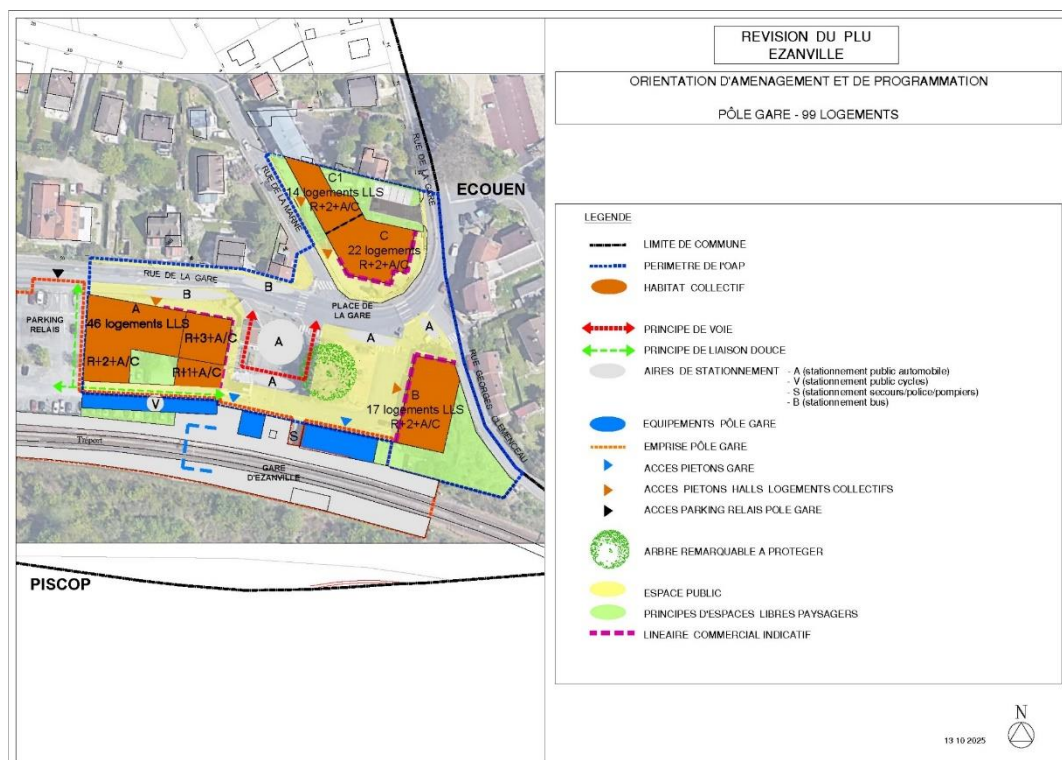 REVISION DU PLU
EZANVILLE
ORIENTATION D'AMENAGEMENT ET DE PROGRAMMATION
PÔLE GARE - 99 LOGEMENTS
RUE DE LA GARE
ECOUEN
RUE DE LA MARNE
C1
14 logements LLS
R+2+A/C
C
22 logements
R+2+A/C
RUE DE LA GARE
B
B
PLACE DE
LA GARE
PARKING
RELAIS
A
46 logements LLS
R+3+A/C
R+2+A/C
R+1+A/C
A
A
A
A
B
17 logements LLS
R+2+A/C
RUE GEORGES CLEMENCEAU
V
S
GARE
D'EZANVILLE
PISCOP
LEGENDE
LIMITE DE COMMUNE
PERIMETRE DE l'OAP
HABITAT COLLECTIF
PRINCIPE DE VOIE
PRINCIPE DE LIAISON DOUCE
AIRES DE STATIONNEMENT - A (stationnement public automobile)
- V (stationnement public cycles)
- S (stationnement secours/police/pompiers)
- B (stationnement bus)
EQUIPEMENTS PÔLE GARE
EMPRISE PÔLE GARE
ACCES PIETONS GARE
ACCES PIETONS HALLS LOGEMENTS COLLECTIFS
ACCES PARKING RELAIS POLE GARE
ARBRE REMARQUABLE A PROTEGER
ESPACE PUBLIC
PRINCIPES D'ESPACES LIBRES PAYSAGERS
LINEAIRE COMMERCIAL INDICATIF
N
13 10 2025